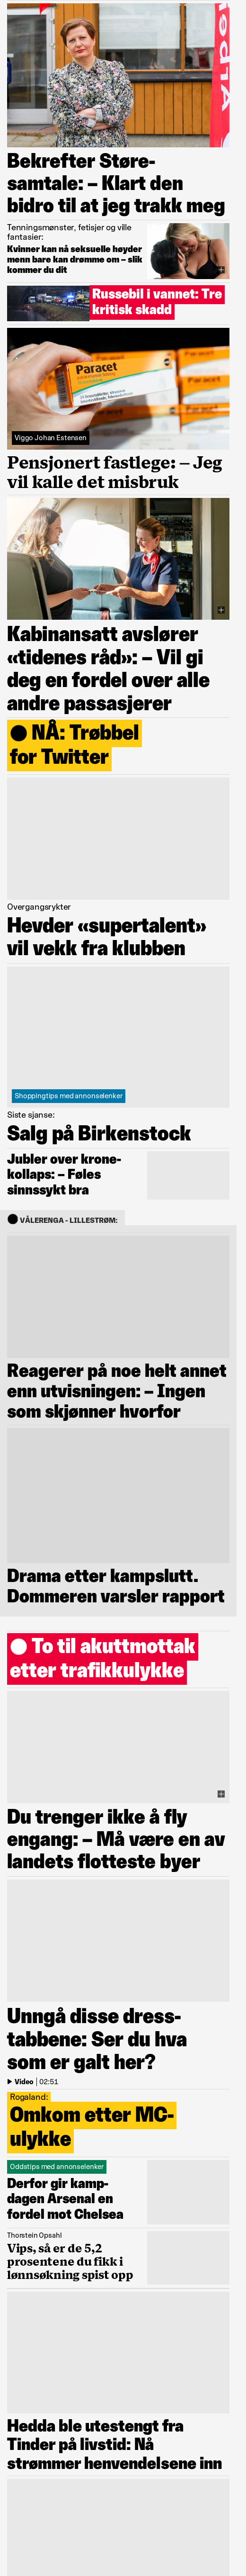 Bekrefter Støre-
samtale: – Klart den
bidro til at jeg trakk meg
Tenningsmønster, fetisjer og ville
fantasier:
Kvinner kan nå seksuelle høyder
menn bare kan drømme om – slik
kommer du dit
Russebil i vannet: Tre
kritisk skadd
Paracet
Viggo Johan Estensen
Pensjonert fastlege: – Jeg
vil kalle det misbruk
Kabinansatt avslører
«tidenes råd»: – Vil gi
deg en fordel over alle
andre passasjerer
NÅ: Trøbbel
for Twitter
Overgangsrykter
Hevder «supertalent»
vil vekk fra klubben
Shoppingtips med annonselenker
Siste sjanse:
Salg på Birkenstock
Jubler over krone-
kollaps: – Føles
sinnssykt bra
VÅLERENGA - LILLESTRØM:
Reagerer på noe helt annet
enn utvisningen: – Ingen
som skjønner hvorfor
Drama etter kampslutt.
Dommeren varsler rapport
To til akuttmottak
etter trafikkulykke
Du trenger ikke å fly
engang: – Må være en av
landets flotteste byer
Unngå disse dress-
tabbene: Ser du hva
som er galt her?
Video | 02:51
Rogaland:
Omkom etter MC-
ulykke
Oddstips med annonselenker
Derfor gir kamp-
dagen Arsenal en
fordel mot Chelsea
Thorstein Opsahl
Vips, så er de 5,2
prosentene du fikk i
lønnsøkning spist opp
Hedda ble utestengt fra
Tinder på livstid: Nå
strømmer henvendelsene inn